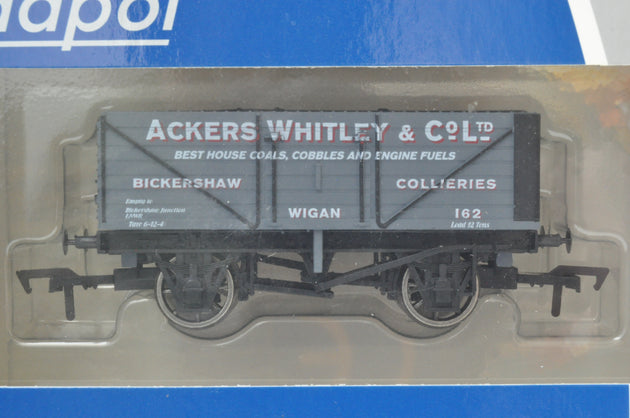 dapol
ACKERS WHITLEY & CO. LTD
BEST HOUSE COALS, COBBLES AND ENGINE FUELS
BICKERSHAW COLLIERIES
Empty to
Bickershaw Junction
LNWR
Tare 6-12-4
WIGAN
162
Load 12 Tons